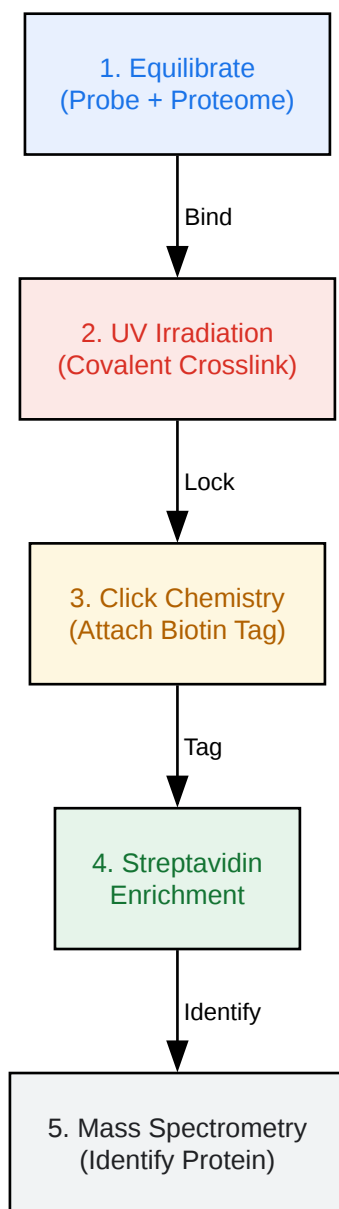 1. Equilibrate
(Probe + Proteome)
Bind
2. UV Irradiation
(Covalent Crosslink)
Lock
3. Click Chemistry
(Attach Biotin Tag)
Tag
4. Streptavidin
Enrichment
Identify
5. Mass Spectrometry
(Identify Protein)